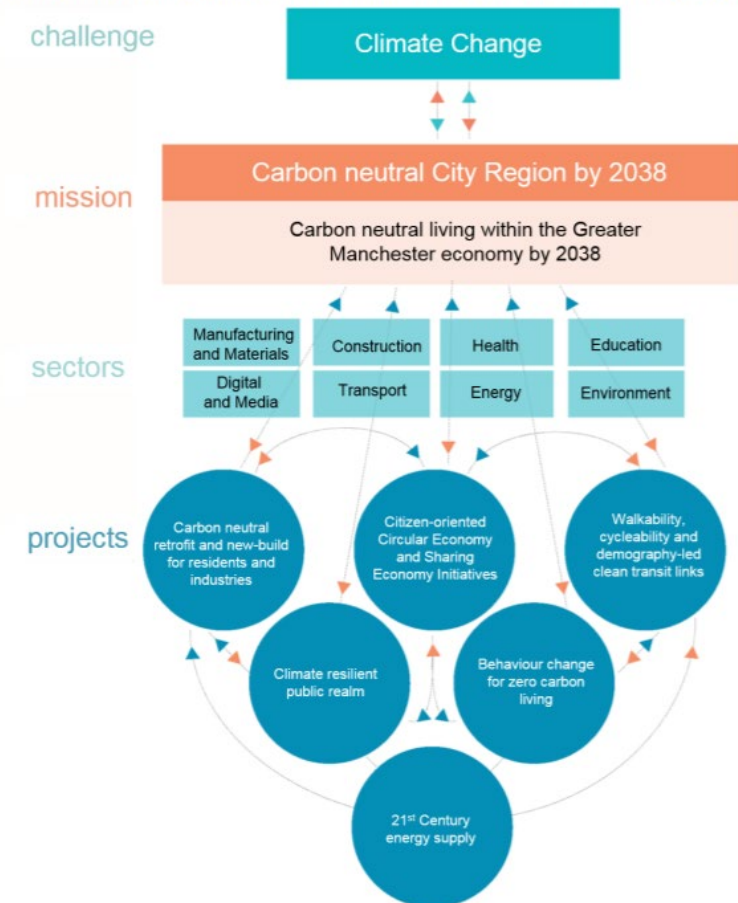 challenge
Climate Change
mission
Carbon neutral City Region by 2038
Carbon neutral living within the Greater
Manchester economy by 2038
sectors
Manufacturing
and Materials
Construction
Health
Education
Digital
and Media
Transport
Energy
Environment
projects
Carbon neutral
retrofit and new-build
for residents and
industries
Citizen-oriented
Circular Economy
and Sharing
Economy Initiatives
Walkability,
cycleability and
demography-led
clean transit links
Climate resilient
public realm
Behaviour change
for zero carbon
living
21st Century
energy supply